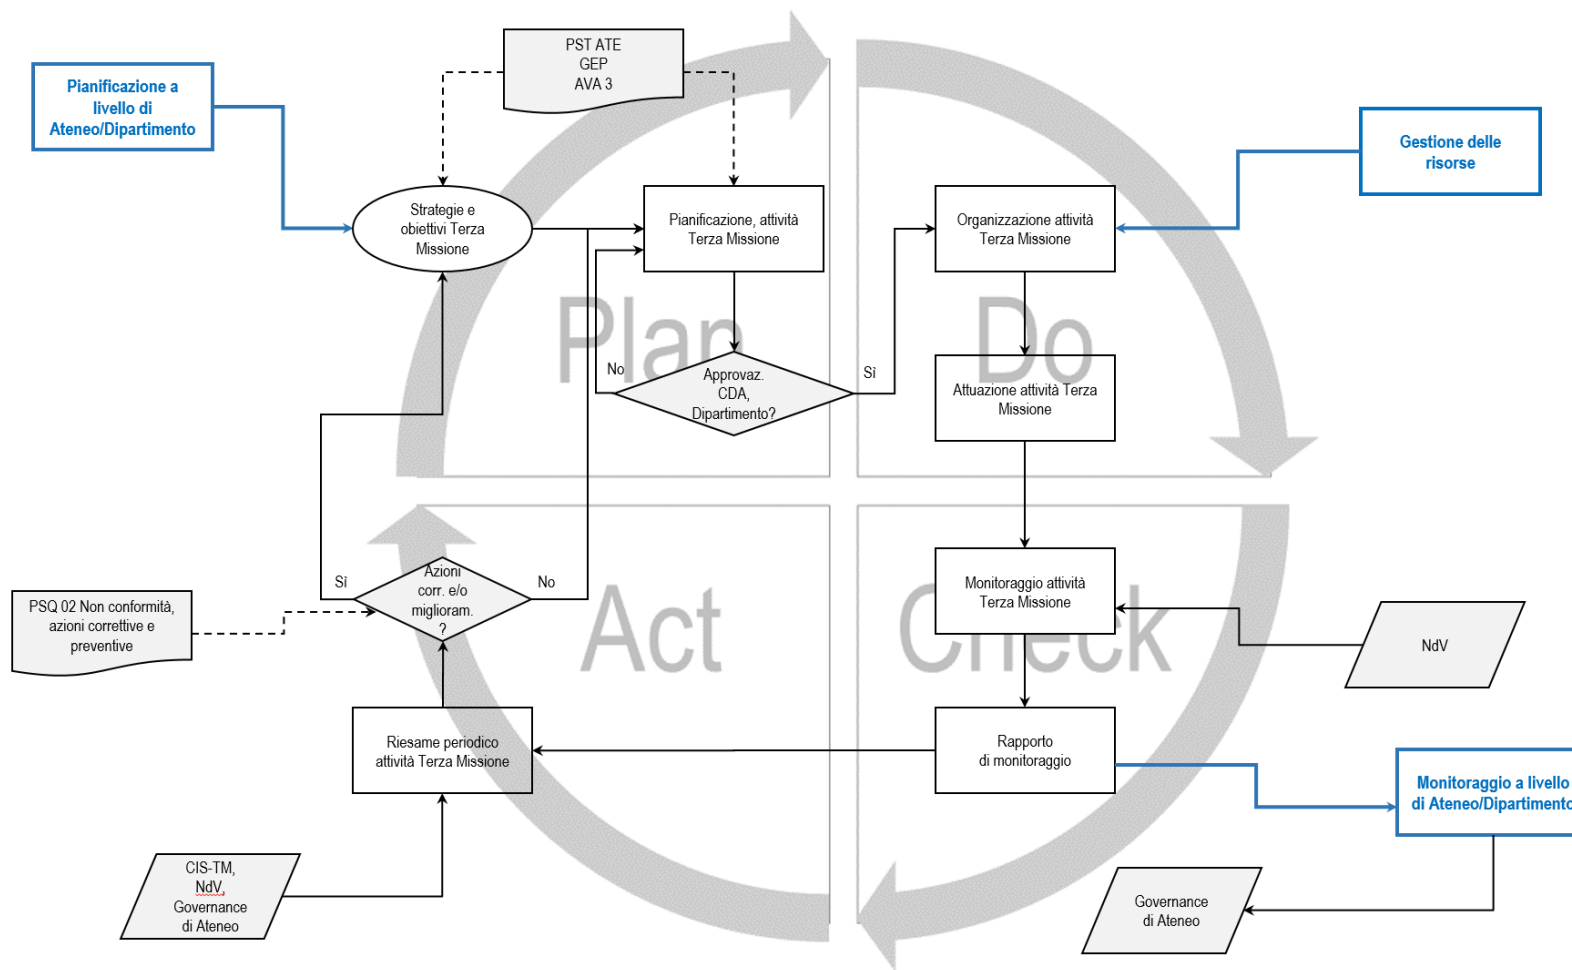 PST ATE
GEP
AVA 3
Pianificazione a
livello di
Ateneo/Dipartimento
Gestione delle
risorse
Strategie e
obiettivi Terza
Missione
Pianificazione, attività
Terza Missione
Organizzazione attività
Terza Missione
Plan
Do
No
Approvaz.
CDA,
Dipartimento?
Sì
Attuazione attività Terza
Missione
Sì
Azioni
corr. e/o
miglioram.
?
No
PSQ 02 Non conformità,
azioni correttive e
preventive
Act
Check
Monitoraggio attività
Terza Missione
NdV
Riesame periodico
attività Terza Missione
Rapporto
di monitoraggio
Monitoraggio a livello
di Ateneo/Dipartimento
CIS-TM,
NdV,
Governance
di Ateneo
Governance
di Ateneo